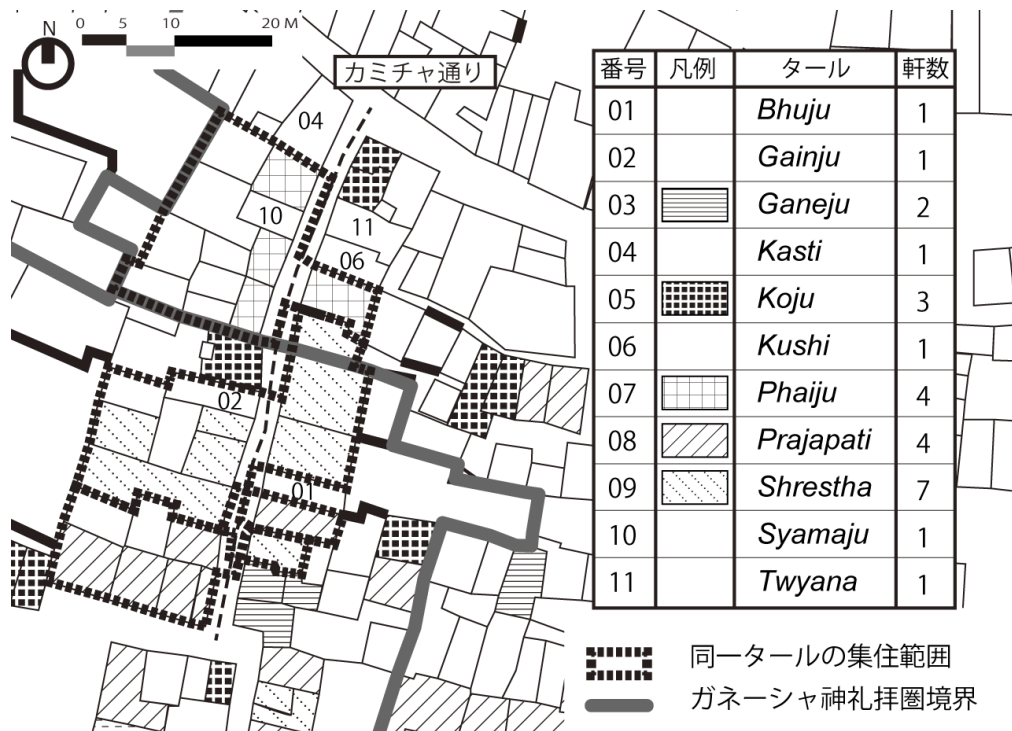 N
0 5 10 20 M
カミチャ通り
04
10
11
06
02
01
番号 凡例 タール 軒数
01 Bhuju 1
02 Gainju 1
03 Ganeju 2
04 Kasti 1
05 Koju 3
06 Kushi 1
07 Phaiju 4
08 Prajapati 4
09 Shrestha 7
10 Syamaju 1
11 Twyana 1
同一タールの集住範囲
ガネーシャ神礼拝圏境界